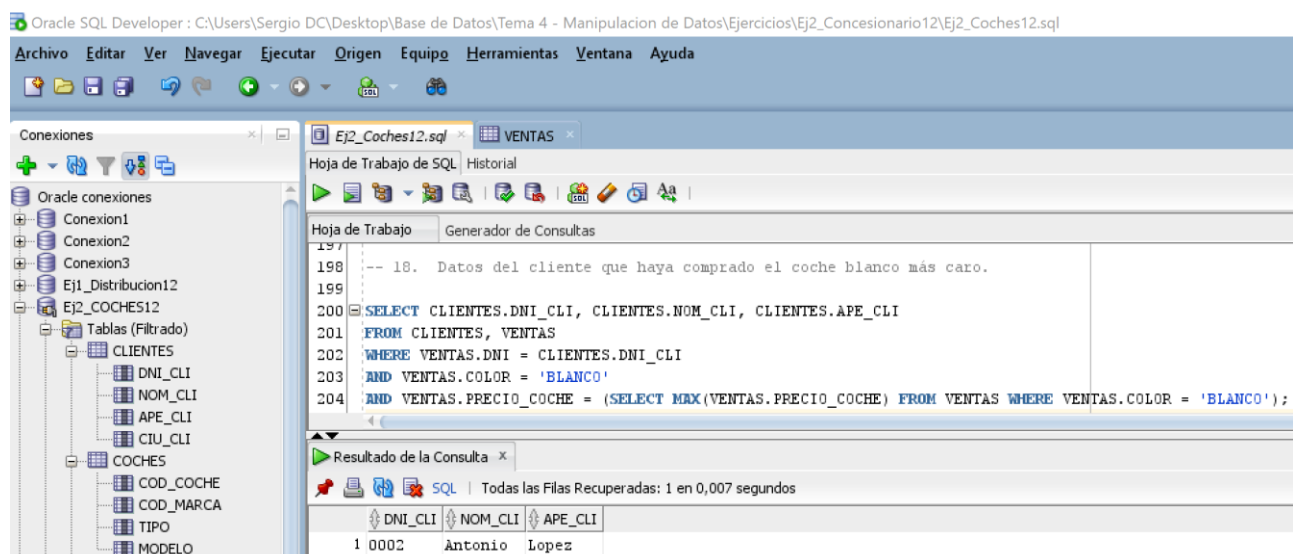 Oracle SQL Developer : C:\Users\Sergio DC\Desktop\Base de Datos\Tema 4 - Manipulacion de Datos\Ejercicios\Ej2_Concesionario12\Ej2_Coches12.sql
Archivo Editar Ver Navegar Ejecutar Origen Equipo Herramientas Ventana Ayuda
Conexiones
Oracle conexiones
Conexion1
Conexion2
Conexion3
Ej1_Distribucion12
Ej2_COCHES12
Tablas (Filtrado)
CLIENTES
DNI_CLI
NOM_CLI
APE_CLI
CIU_CLI
COCHES
COD_COCHE
COD_MARCA
TIPO
MODELO
Ej2_Coches12.sql VENTAS
Hoja de Trabajo de SQL Historial
Hoja de Trabajo Generador de Consultas
197
198 -- 18. Datos del cliente que haya comprado el coche blanco más caro.
199
200 SELECT CLIENTES.DNI_CLI, CLIENTES.NOM_CLI, CLIENTES.APE_CLI
201 FROM CLIENTES, VENTAS
202 WHERE VENTAS.DNI = CLIENTES.DNI_CLI
203 AND VENTAS.COLOR = 'BLANCO'
204 AND VENTAS.PRECIO_COCHE = (SELECT MAX(VENTAS.PRECIO_COCHE) FROM VENTAS WHERE VENTAS.COLOR = 'BLANCO');
Resultado de la Consulta
SQL | Todas las Filas Recuperadas: 1 en 0,007 segundos
DNI_CLI NOM_CLI APE_CLI
1 0002 Antonio Lopez